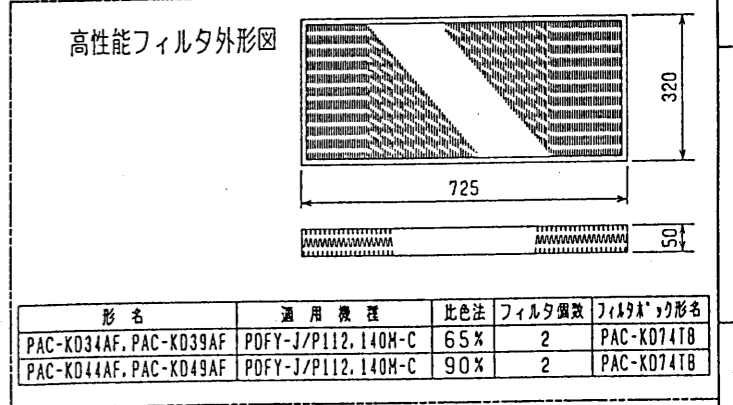 高性能フィルタ外形図
320
725
50
形 名 適 用 機 種 比色法 フィルタ個数 フィルタボックス形名
PAC-KD34AF, PAC-KD39AF PDFY-J/P112, 140M-C 65% 2 PAC-KD74TB
PAC-KD44AF, PAC-KD49AF PDFY-J/P112, 140M-C 90% 2 PAC-KD74TB